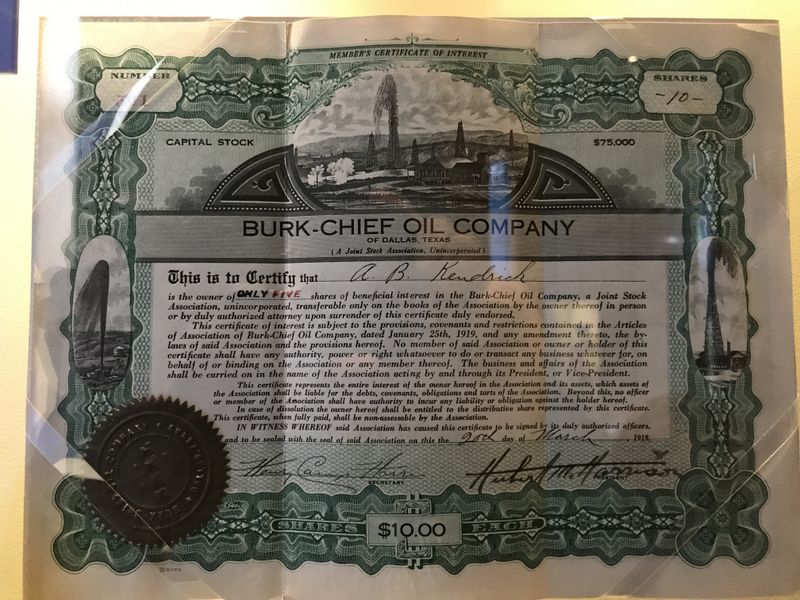 MEMBER'S CERTIFICATE OF INTEREST
NUMBER
SHARES
-10-
CAPITAL STOCK
$75,000
BURK-CHIEF OIL COMPANY
OF DALLAS, TEXAS
( A Joint Stock Association, Unincorporated )
This is to Certify that A. B. Kendrick
is the owner of ONLY FIVE shares of beneficial interest in the Burk-Chief Oil Company, a Joint Stock
Association, unincorporated, transferable only on the books of the Association by the owner thereof in person
or by duly authorized attorney upon surrender of this certificate duly endorsed.
This certificate of interest is subject to the provisions, covenants and restrictions contained in the Articles
of Association of Burk-Chief Oil Company, dated January 25th, 1919, and any amendment thereto, the by-
laws of said Association and the provisions hereof. No member of said Association or owner or holder of this
certificate shall have any authority, power or right whatsoever to do or transact any business whatever for, on
behalf of or binding on the Association or any member thereof. The business and affairs of the Association
shall be carried on in the name of the Association acting by and through its President, or Vice-President.
This certificate represents the entire interest of the owner hereof in the Association and its assets, which assets of
the Association shall be liable for the debts, covenants, obligations and torts of the Association. Beyond this, no officer
or member of the Association shall have authority to incur any liability or obligation against the holder hereof.
In case of dissolution the owner hereof shall be entitled to the distributive share represented by this certificate.
This certificate, when fully paid, shall be non-assessable by the Association.
IN WITNESS WHEREOF said Association has caused this certificate to be signed by its duly authorized officers,
and to be sealed with the seal of said Association on this the 20th day of March 1919.
SECRETARY
Hubert M. Harrison
PRESIDENT
SHARES $10.00 EACH
© GOES